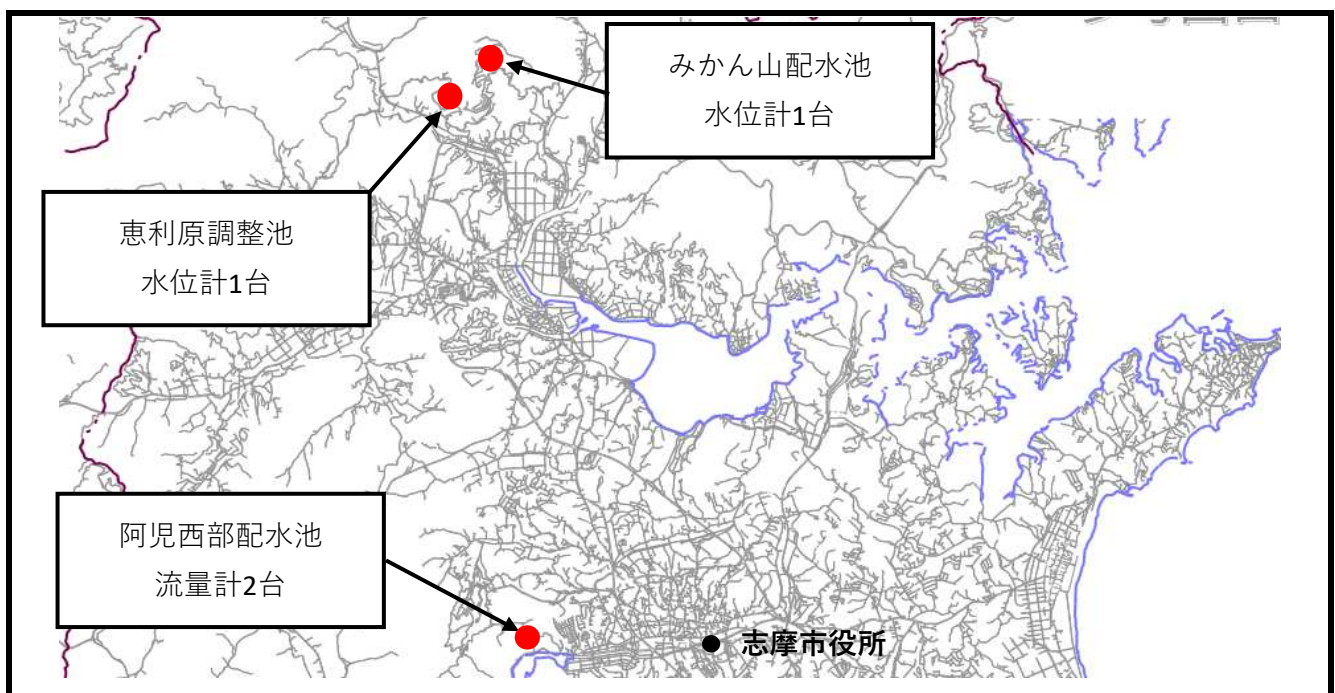 みかん山配水池
水位計1台
恵利原調整池
水位計1台
阿児西部配水池
流量計2台
志摩市役所